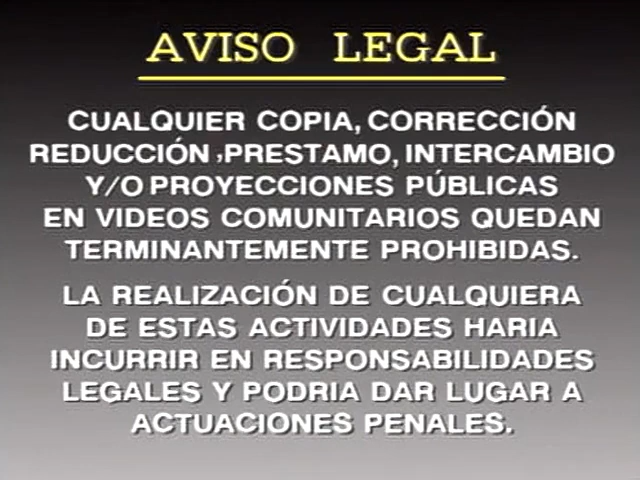 AVISO LEGAL
CUALQUIER COPIA, CORRECCIÓN
REDUCCIÓN ,PRESTAMO, INTERCAMBIO
Y/O PROYECCIONES PÚBLICAS
EN VIDEOS COMUNITARIOS QUEDAN
TERMINANTEMENTE PROHIBIDAS.
LA REALIZACIÓN DE CUALQUIERA
DE ESTAS ACTIVIDADES HARIA
INCURRIR EN RESPONSABILIDADES
LEGALES Y PODRIA DAR LUGAR A
ACTUACIONES PENALES.